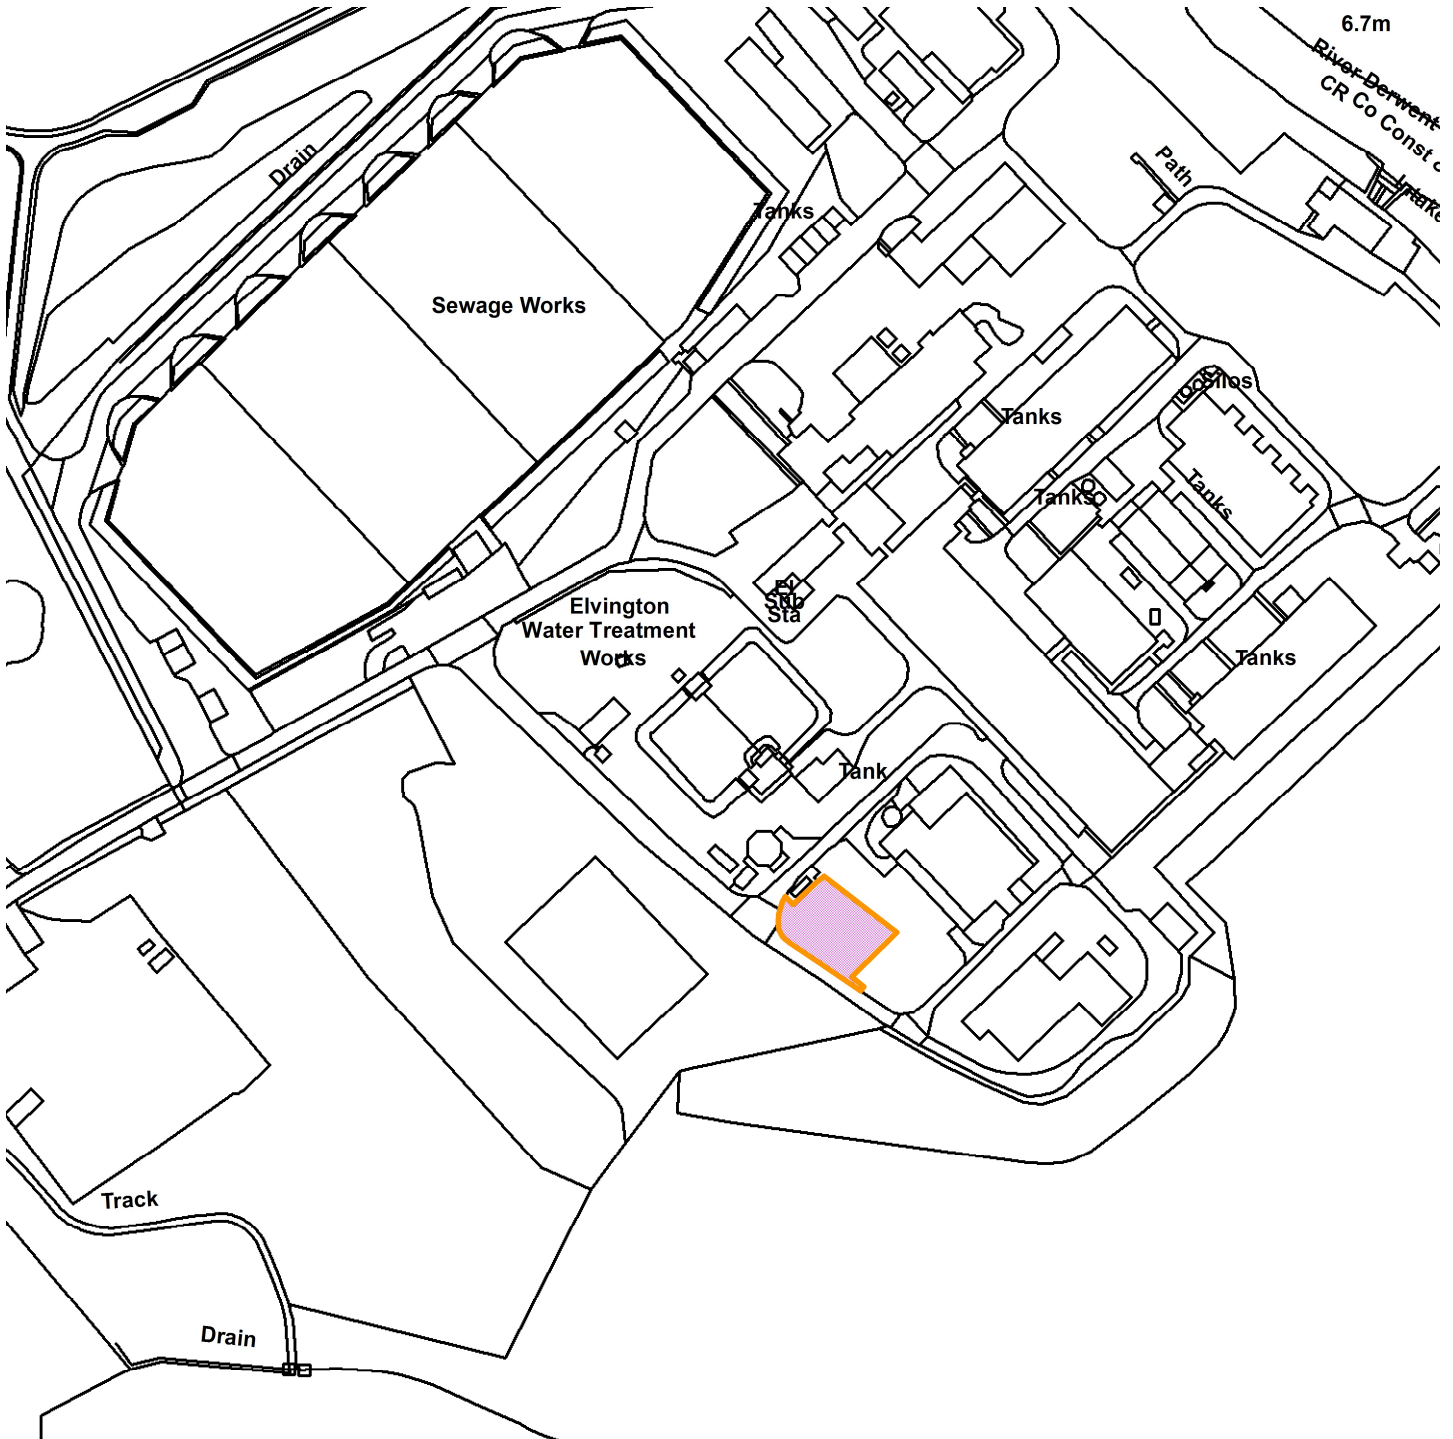 6.7m
River Derwent
CR Co Const &
Drain
Path
Intake
Tanks
Sewage Works
Silos
Tanks
Tanks
Tanks
El
Sub
Sta
Elvington
Water Treatment
Works
Tanks
Tank
Track
Drain